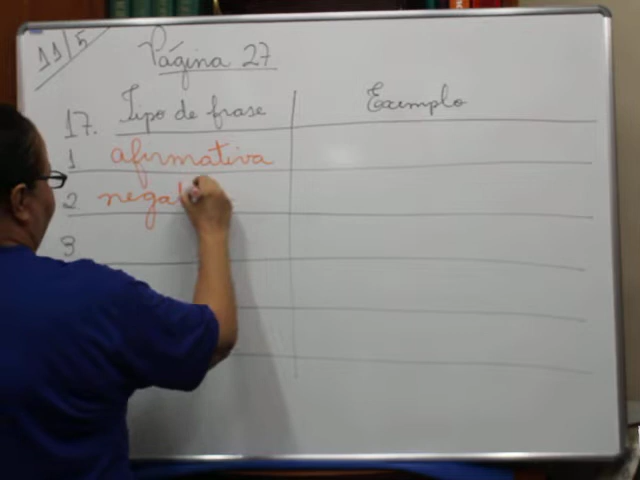 11/5
Página 27
17. Tipo de frase Exemplo
1 afirmativa
2. negat
3